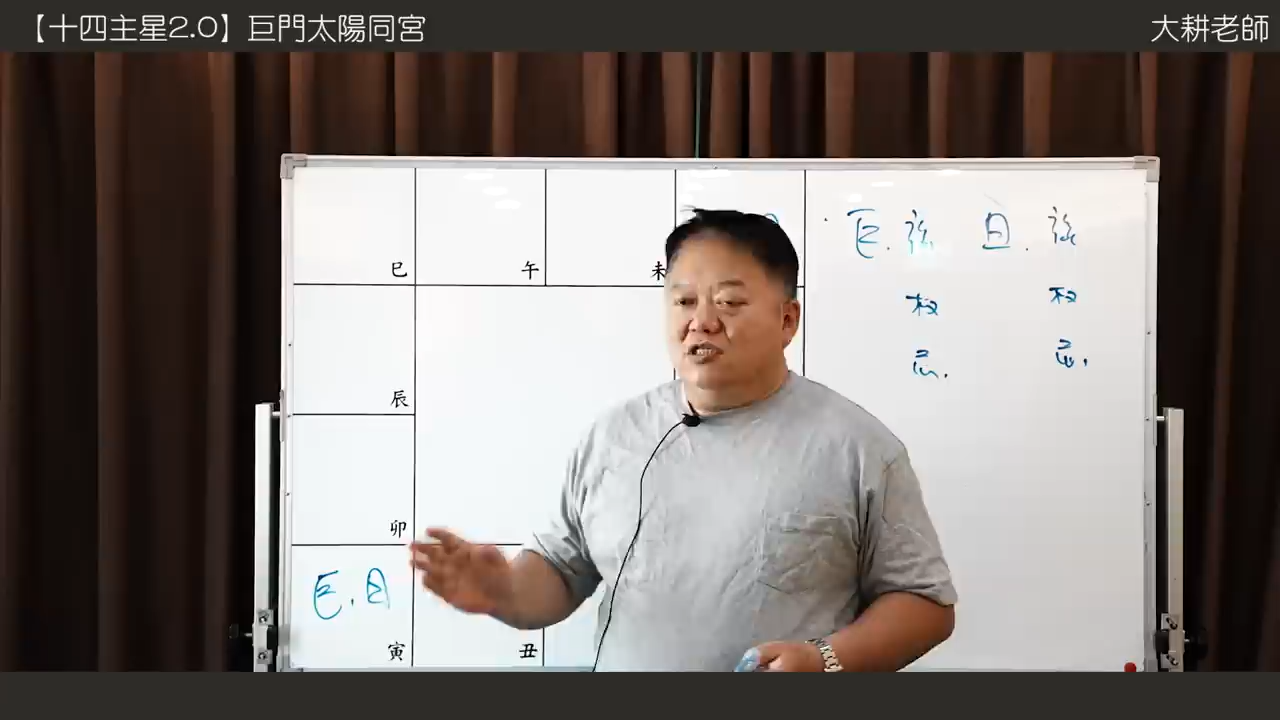 【十四主星2.0】巨門太陽同宮
大耕老師
巨.祿 日.祿
權 權
忌. 忌.
巳 午 未
辰
卯
巨.日
寅 丑